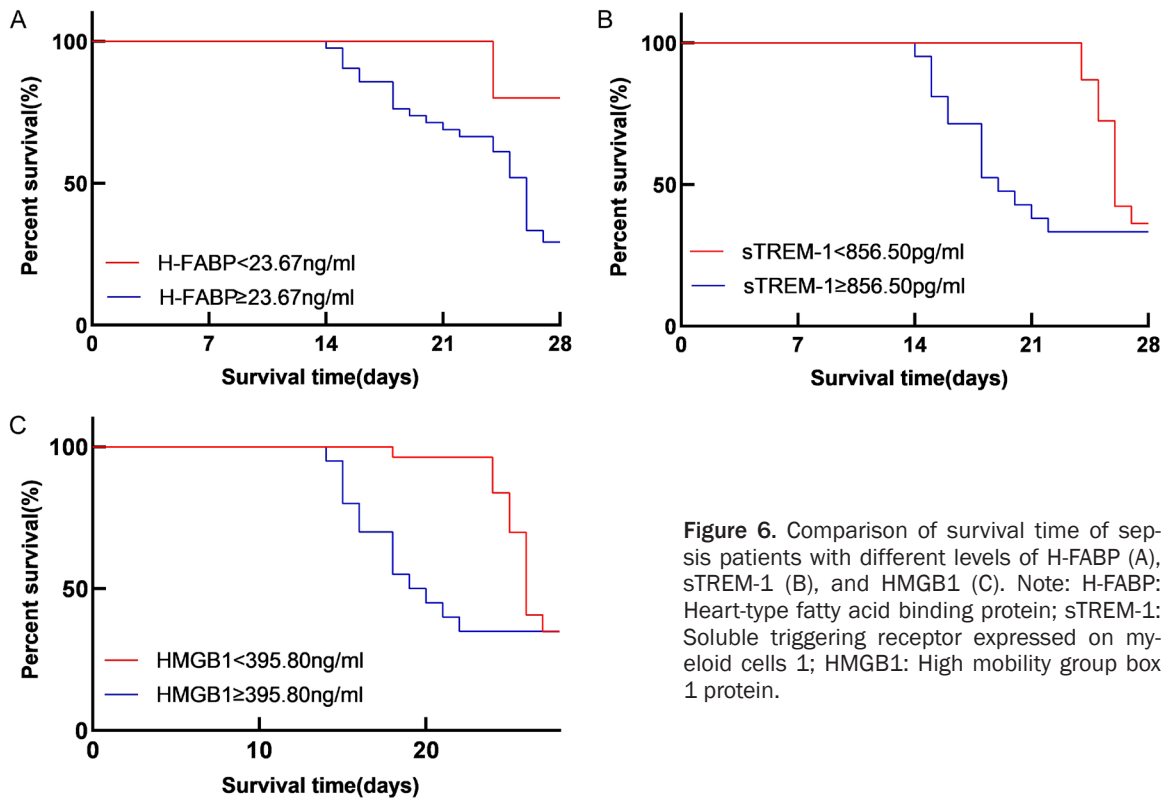 A
100
50
0
Percent survival(%)
H-FABP<23.67ng/ml
H-FABP≥23.67ng/ml
0 7 14 21 28
Survival time(days)
B
100
50
0
Percent survival(%)
sTREM-1<856.50pg/ml
sTREM-1≥856.50pg/ml
0 7 14 21 28
Survival time(days)
C
100
50
0
Percent survival(%)
HMGB1<395.80ng/ml
HMGB1≥395.80ng/ml
0 10 20
Survival time(days)
Figure 6. Comparison of survival time of sep-
sis patients with different levels of H-FABP (A),
sTREM-1 (B), and HMGB1 (C). Note: H-FABP:
Heart-type fatty acid binding protein; sTREM-1:
Soluble triggering receptor expressed on my-
eloid cells 1; HMGB1: High mobility group box
1 protein.